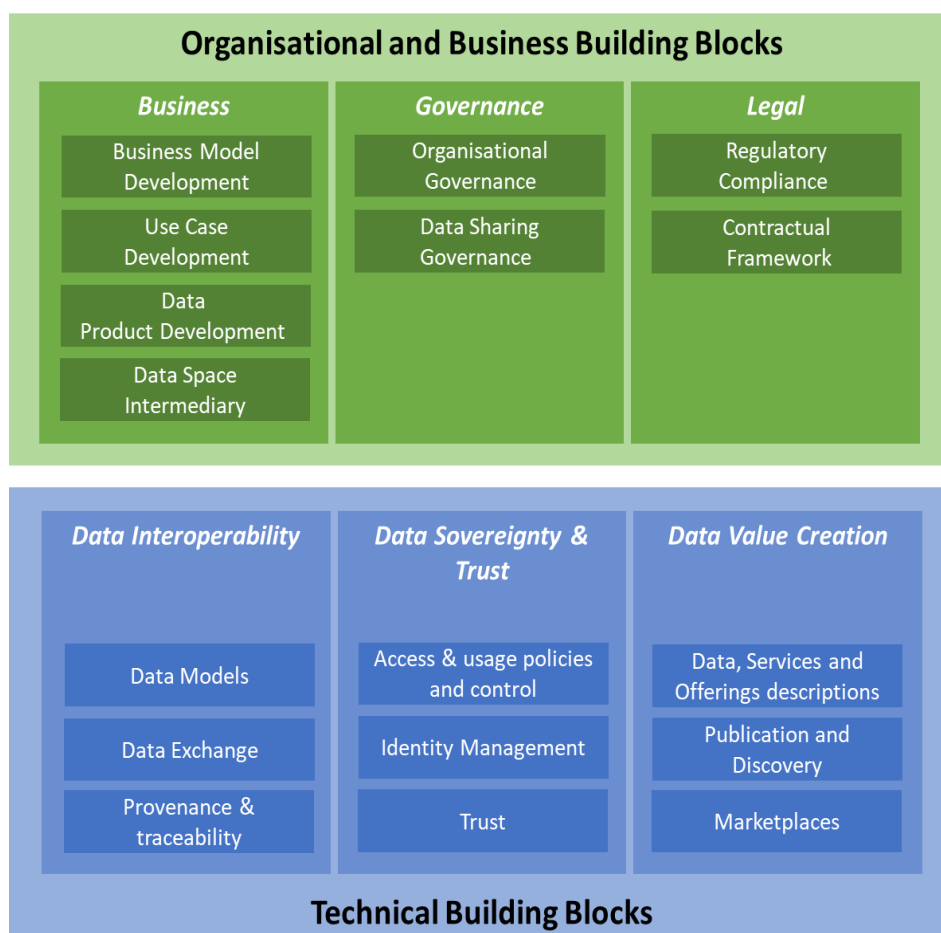 Organisational and Business Building Blocks
Business
Business Model
Development
Use Case
Development
Data
Product Development
Data Space
Intermediary
Governance
Organisational
Governance
Data Sharing
Governance
Legal
Regulatory
Compliance
Contractual
Framework
Data Interoperability
Data Models
Data Exchange
Provenance &
traceability
Data Sovereignty &
Trust
Access & usage policies
and control
Identity Management
Trust
Data Value Creation
Data, Services and
Offerings descriptions
Publication and
Discovery
Marketplaces
Technical Building Blocks